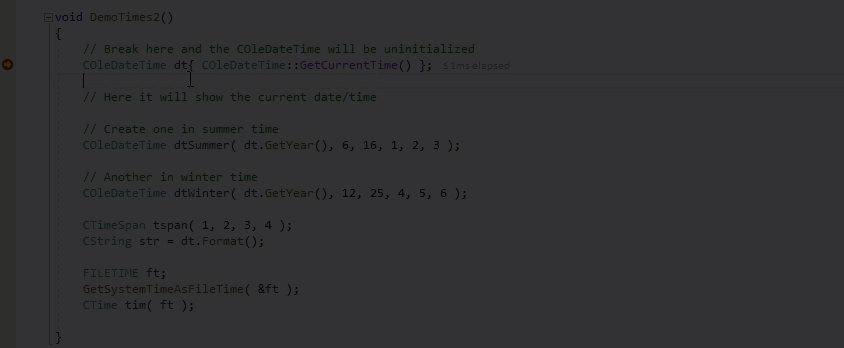 void DemoTimes2()
{
// Break here and the COleDateTime will be uninitialized
COleDateTime dt{ COleDateTime::GetCurrentTime() }; ≤1ms elapsed
// Here it will show the current date/time
// Create one in summer time
COleDateTime dtSummer( dt.GetYear(), 6, 16, 1, 2, 3 );
// Another in winter time
COleDateTime dtWinter( dt.GetYear(), 12, 25, 4, 5, 6 );
CTimeSpan tspan( 1, 2, 3, 4 );
CString str = dt.Format();
FILETIME ft;
GetSystemTimeAsFileTime( &ft );
CTime tim( ft );
}